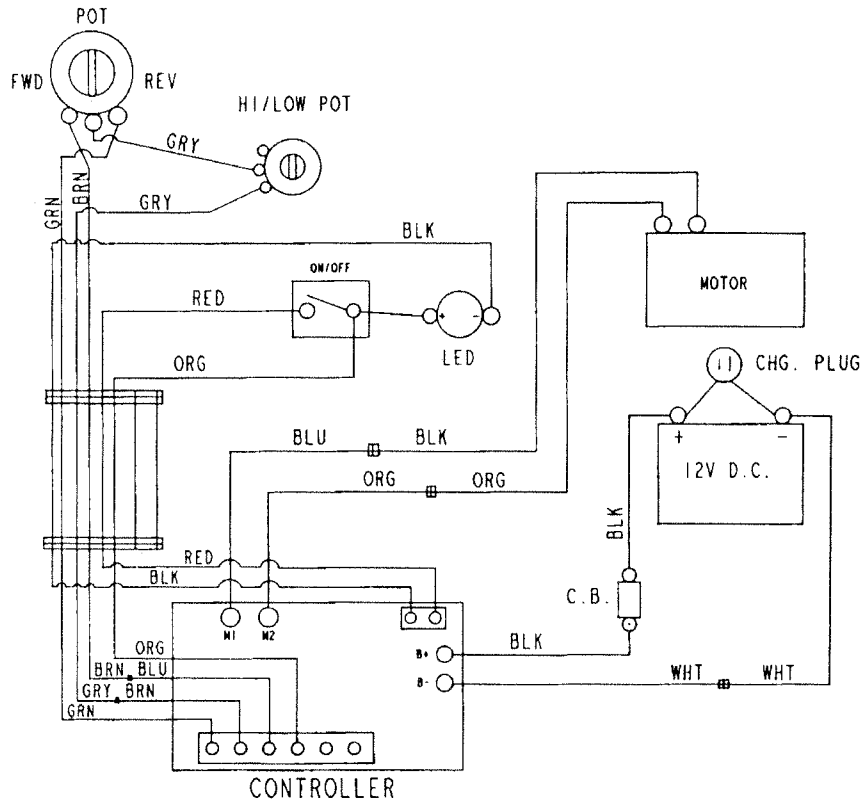 POT
FWD
REV
HI/LOW POT
GRY
GRN
BRN
GRY
BLK
ON/OFF
RED
+
-
LED
MOTOR
ORG
CHG. PLUG
BLU
BLK
+
-
12V D.C.
ORG
ORG
BLK
RED
BLK
C.B.
M1
M2
ORG
B+
BLK
BRN
BLU
B-
WHT
WHT
GRY
BRN
GRN
CONTROLLER